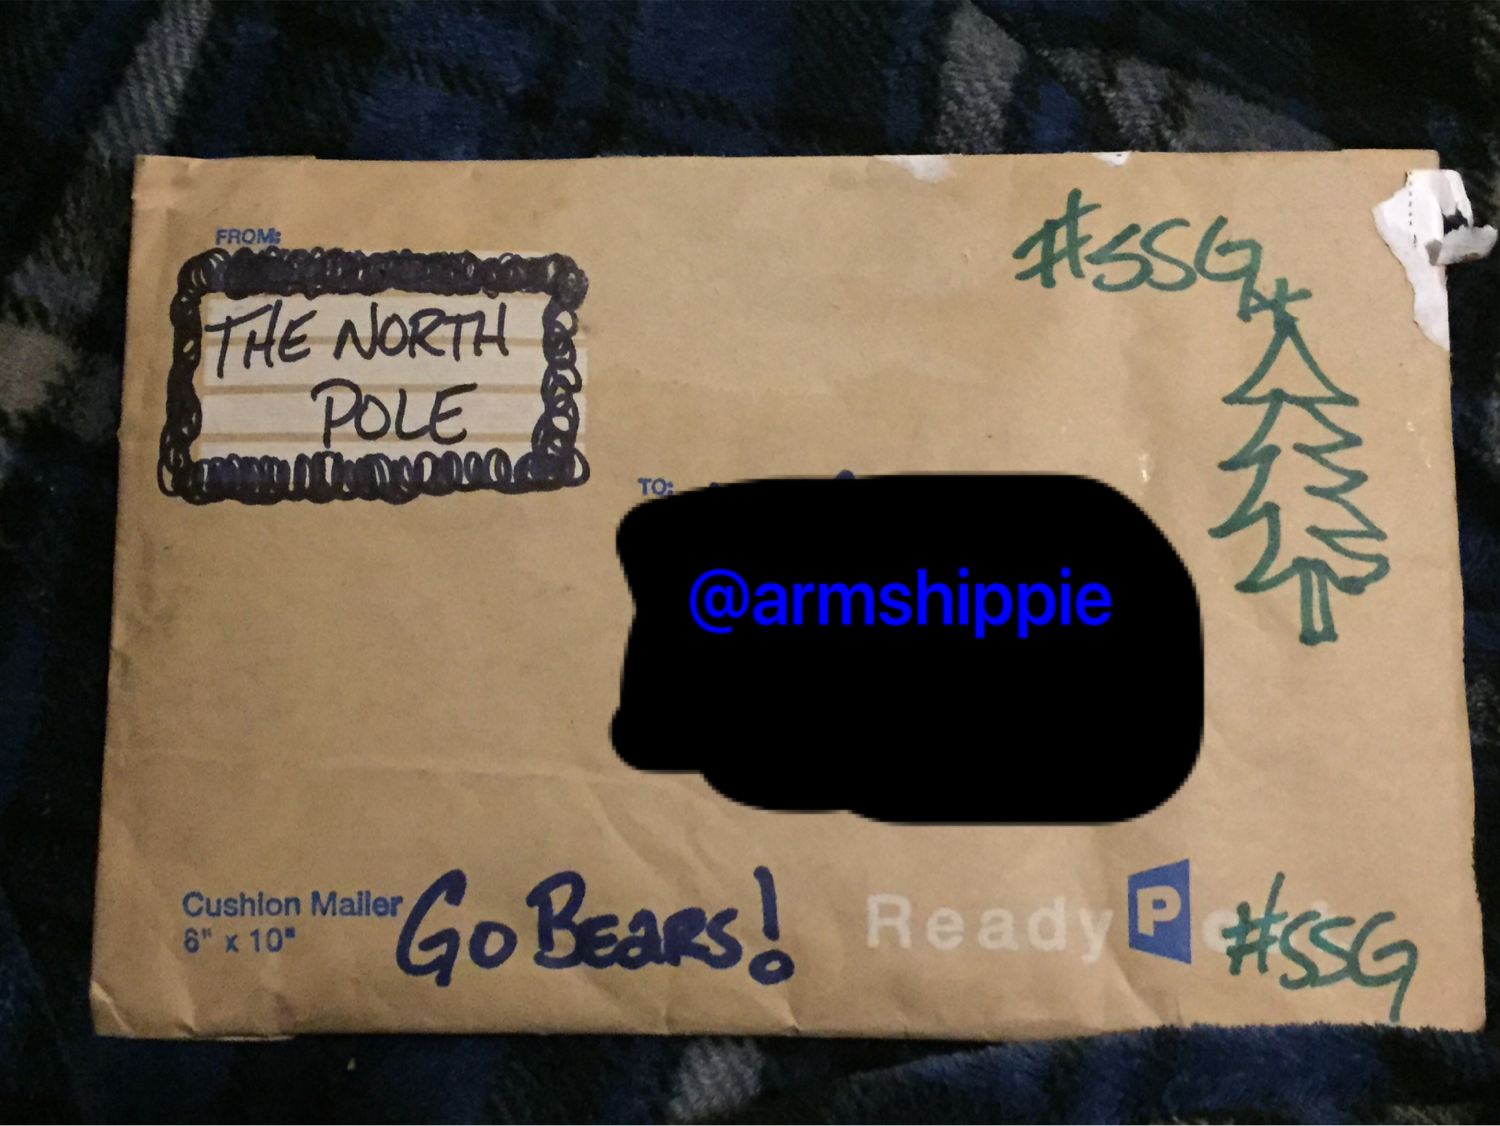 FROM:
THE NORTH
POLE
#SSG
TO:
@armshippie
Cushion Mailer
6" x 10"
Go BEARS!
Ready P
#SSG